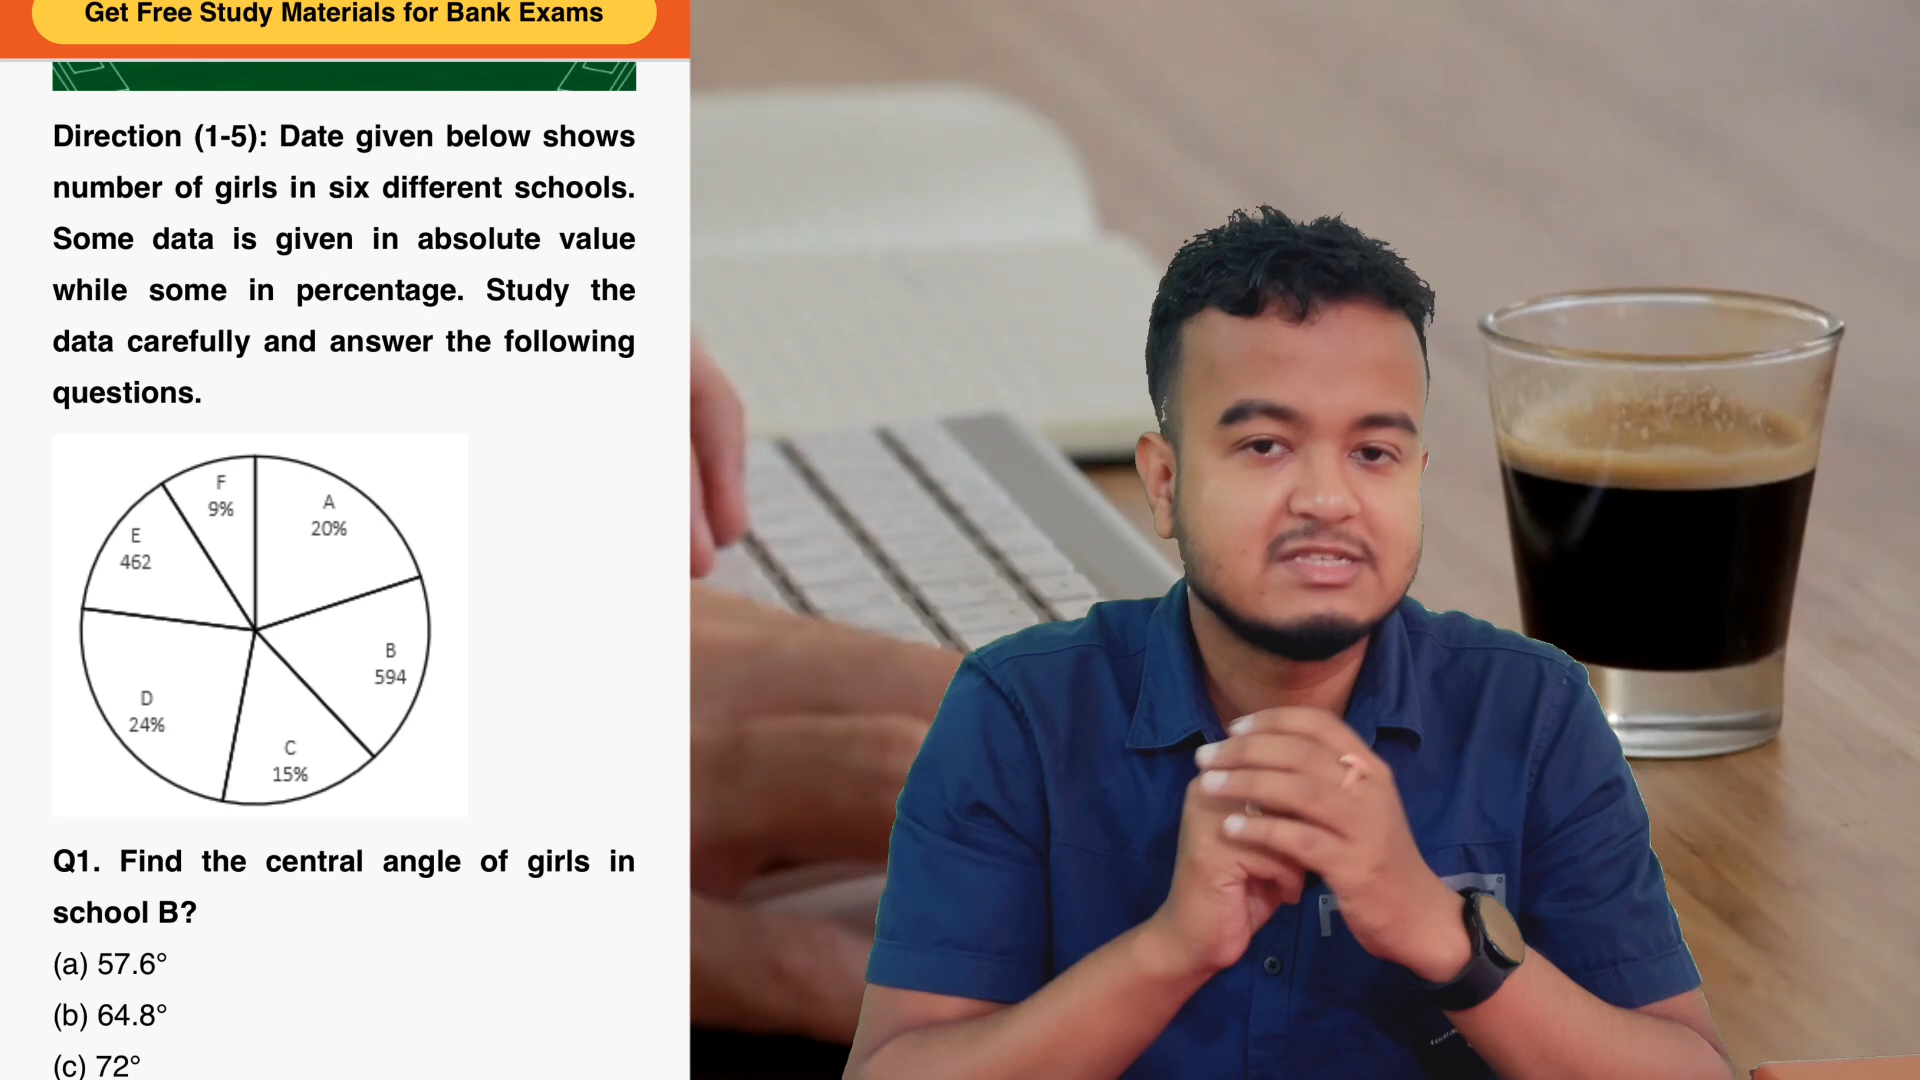 Get Free Study Materials for Bank Exams
Direction (1-5): Date given below shows
number of girls in six different schools.
Some data is given in absolute value
while some in percentage. Study the
data carefully and answer the following
questions.
F
9%
A
20%
E
462
B
594
D
24%
C
15%
Q1. Find the central angle of girls in
school B?
(a) 57.6°
(b) 64.8°
(c) 72°